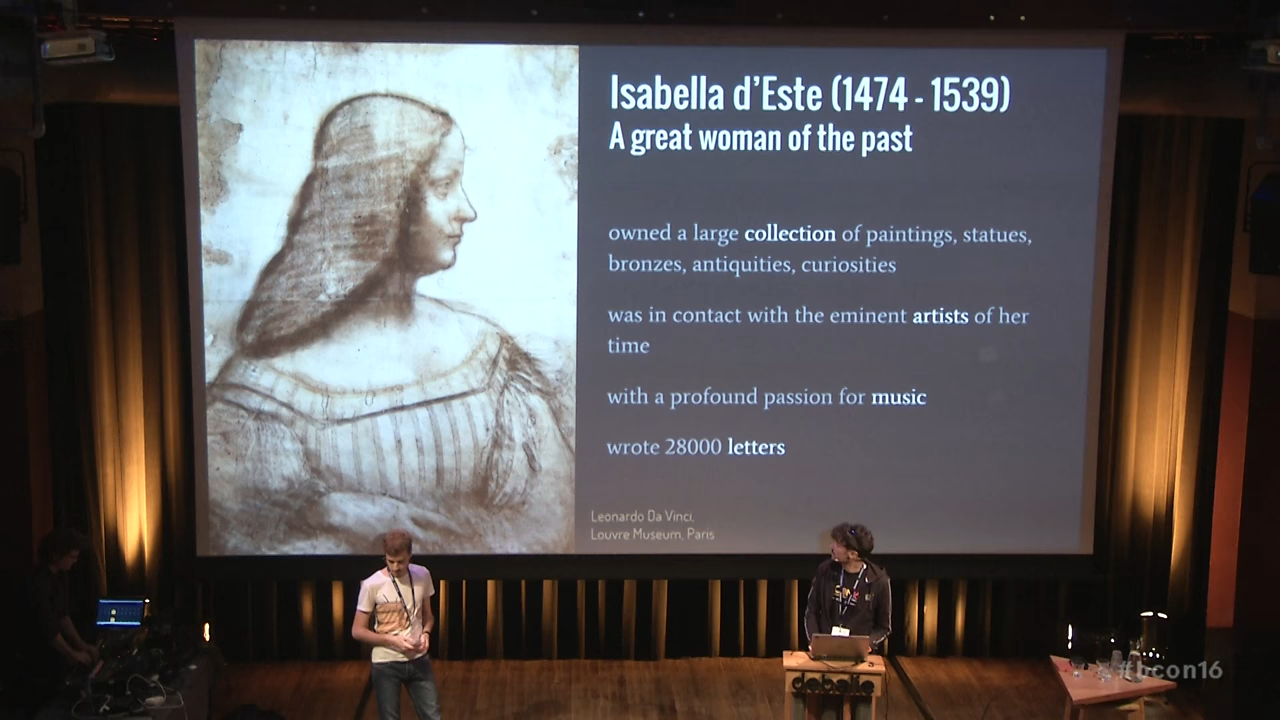 Isabella d'Este (1474 - 1539)
A great woman of the past
owned a large collection of paintings, statues,
bronzes, antiquities, curiosities
was in contact with the eminent artists of her
time
with a profound passion for music
wrote 28000 letters
Leonardo Da Vinci,
Louvre Museum, Paris
de balie
#bcon16